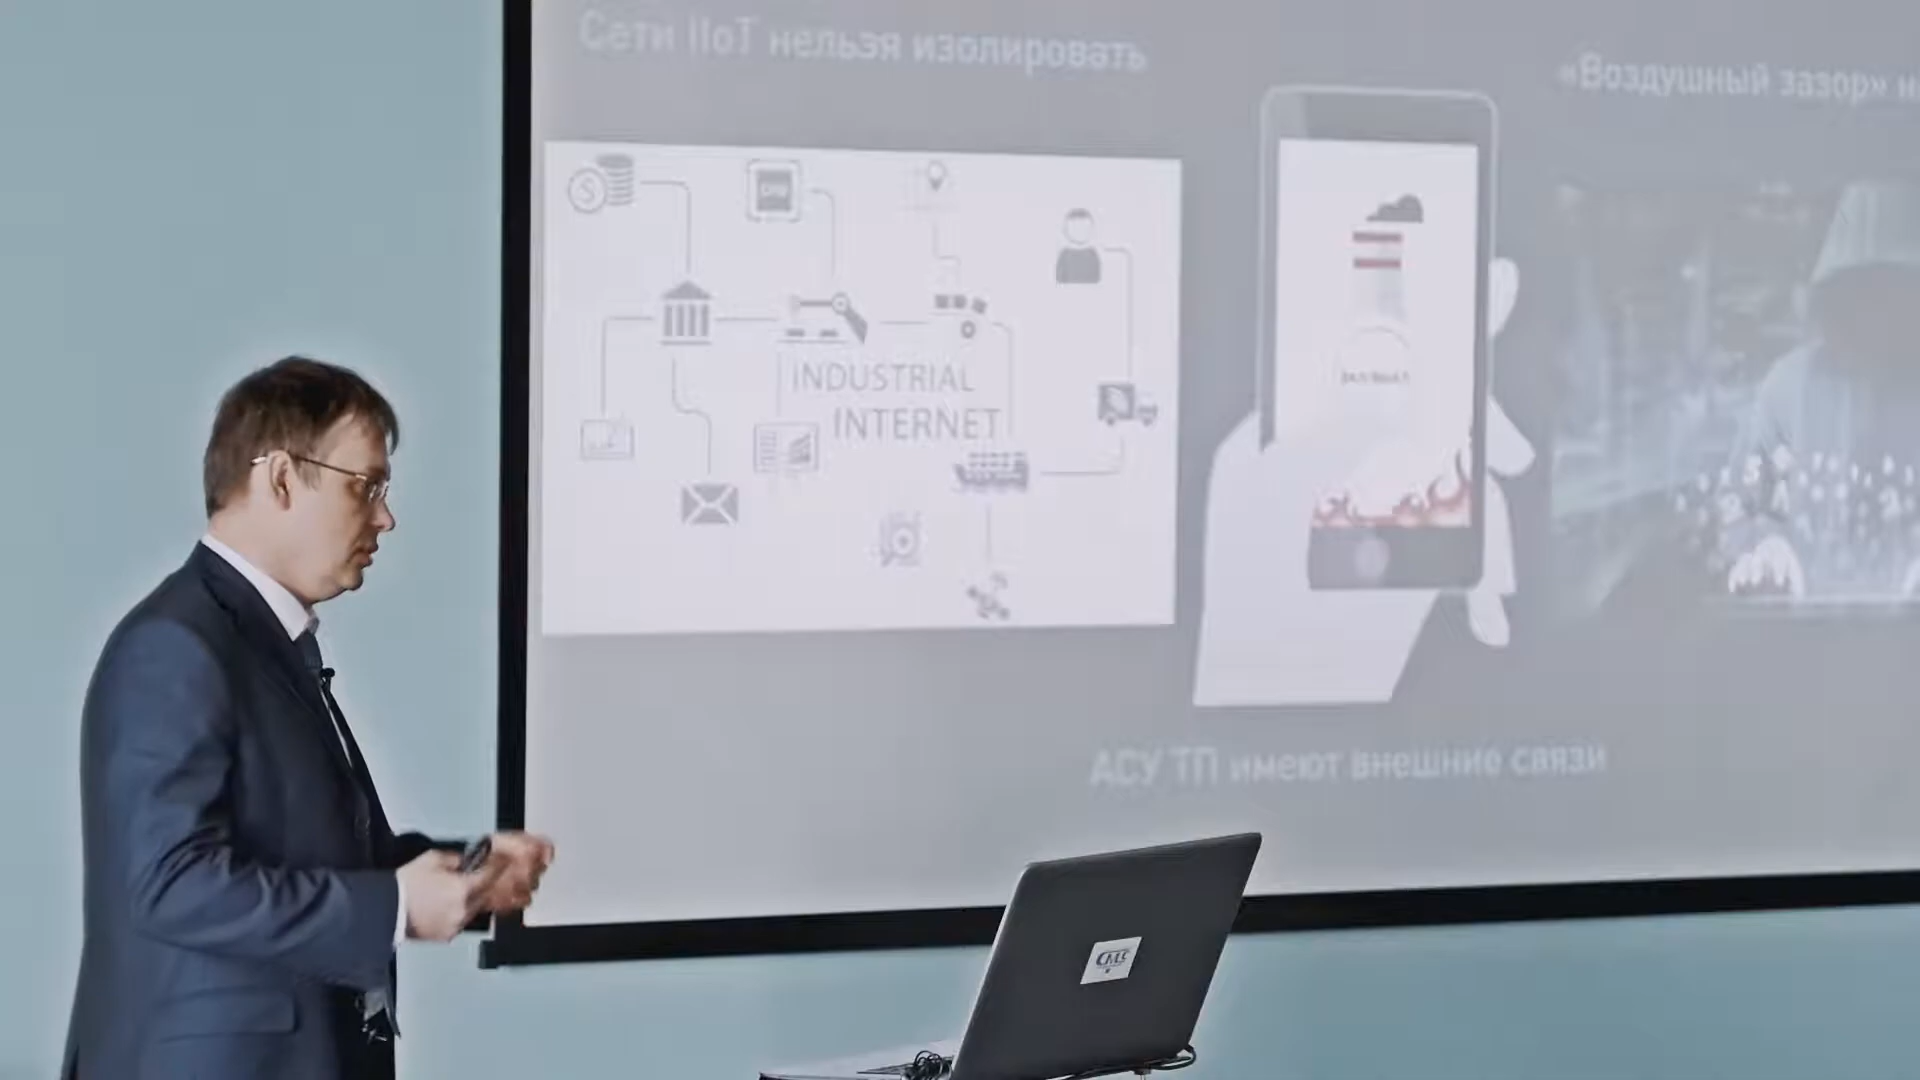 Сети IIoT нельзя изолировать
«Воздушный зазор»
INDUSTRIAL
INTERNET
АСУ ТП имеют внешние связи